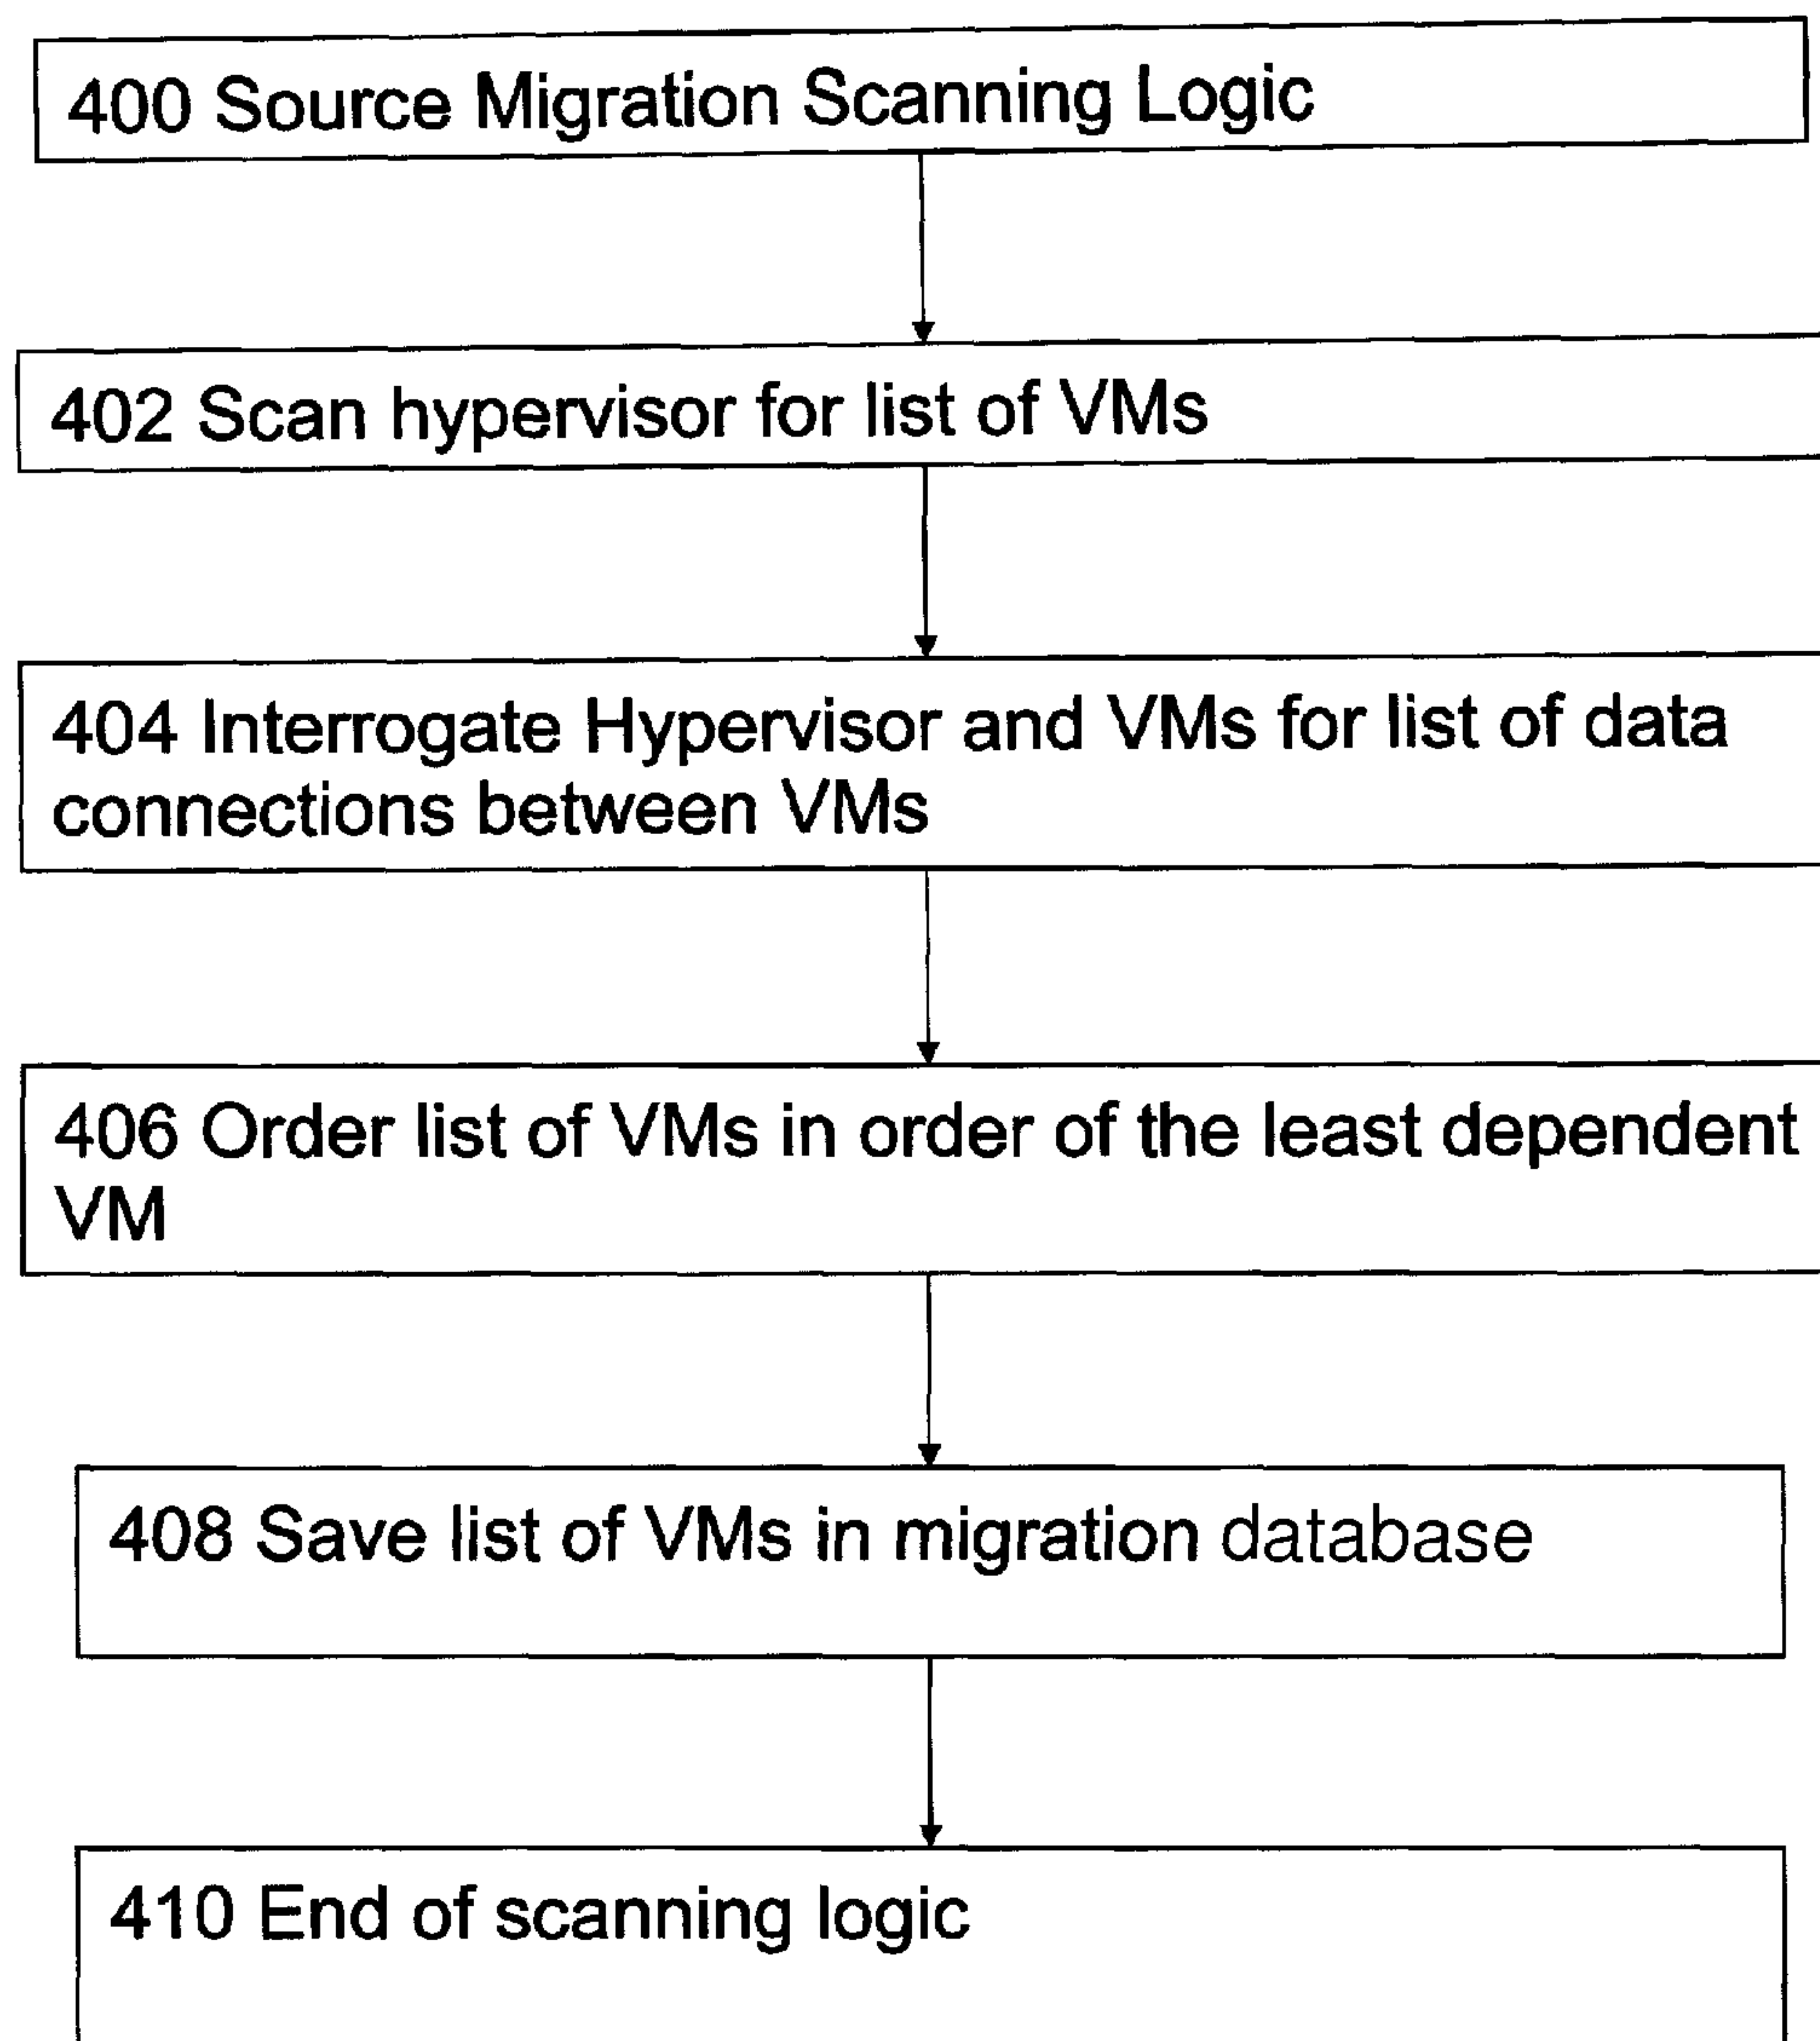 400 Source Migration Scanning Logic
402 Scan hypervisor for list of VMs
404 Interrogate Hypervisor and VMs for list of data
connections between VMs
406 Order list of VMs in order of the least dependent
VM
408 Save list of VMs in migration database
410 End of scanning logic